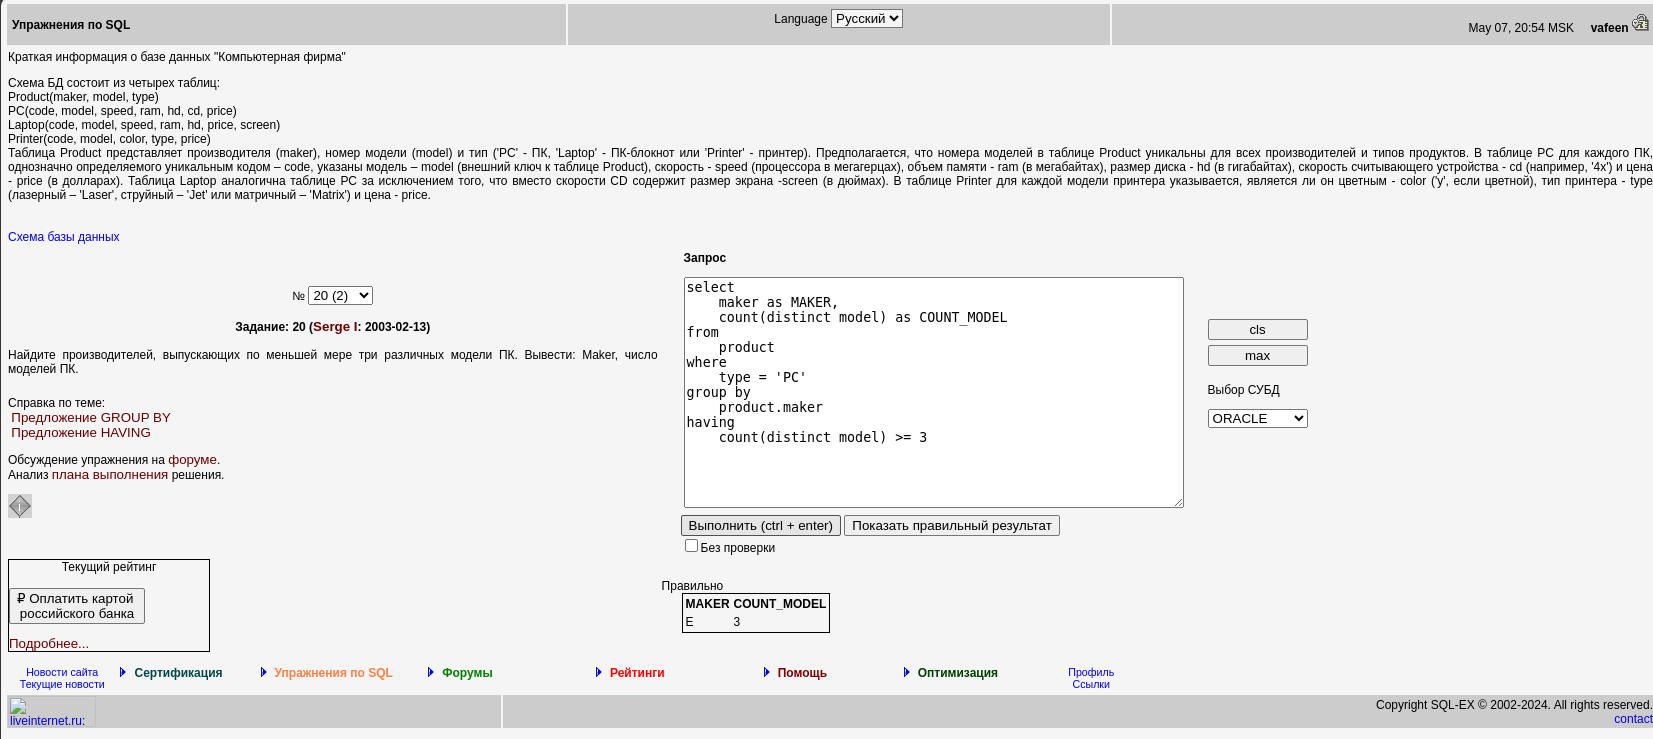 Упражнения по SQL
Language Русский
May 07, 20:54 MSK vafeen
Краткая информация о базе данных "Компьютерная фирма"
Схема БД состоит из четырех таблиц:
Product(maker, model, type)
PC(code, model, speed, ram, hd, cd, price)
Laptop(code, model, speed, ram, hd, price, screen)
Printer(code, model, color, type, price)
Таблица Product представляет производителя (maker), номер модели (model) и тип ('PC' - ПК, 'Laptop' - ПК-блокнот или 'Printer' - принтер). Предполагается, что номера моделей в таблице Product уникальны для всех производителей и типов продуктов. В таблице PC для каждого ПК,
однозначно определяемого уникальным кодом – code, указаны модель – model (внешний ключ к таблице Product), скорость - speed (процессора в мегагерцах), объем памяти - ram (в мегабайтах), размер диска - hd (в гигабайтах), скорость считывающего устройства - cd (например, '4x') и цена
- price (в долларах). Таблица Laptop аналогична таблице РС за исключением того, что вместо скорости CD содержит размер экрана -screen (в дюймах). В таблице Printer для каждой модели принтера указывается, является ли он цветным - color ('y', если цветной), тип принтера - type
(лазерный – 'Laser', струйный – 'Jet' или матричный – 'Matrix') и цена - price.
Схема базы данных
№ 20 (2)
Задание: 20 (Serge I: 2003-02-13)
Найдите производителей, выпускающих по меньшей мере три различных модели ПК. Вывести: Maker, число
моделей ПК.
Справка по теме:
Предложение GROUP BY
Предложение HAVING
Обсуждение упражнения на форуме.
Анализ плана выполнения решения.
Запрос
select
maker as MAKER,
count(distinct model) as COUNT_MODEL
from
product
where
type = 'PC'
group by
product.maker
having
count(distinct model) >= 3
cls
max
Выбор СУБД
ORACLE
Выполнить (ctrl + enter) Показать правильный результат
Без проверки
Текущий рейтинг
₽ Оплатить картой
российского банка
Подробнее...
Правильно
MAKER COUNT_MODEL
E 3
Новости сайта
Текущие новости
Сертификация
Упражнения по SQL
Форумы
Рейтинги
Помощь
Оптимизация
Профиль
Ссылки
liveinternet.ru:
Copyright SQL-EX © 2002-2024. All rights reserved.
contact